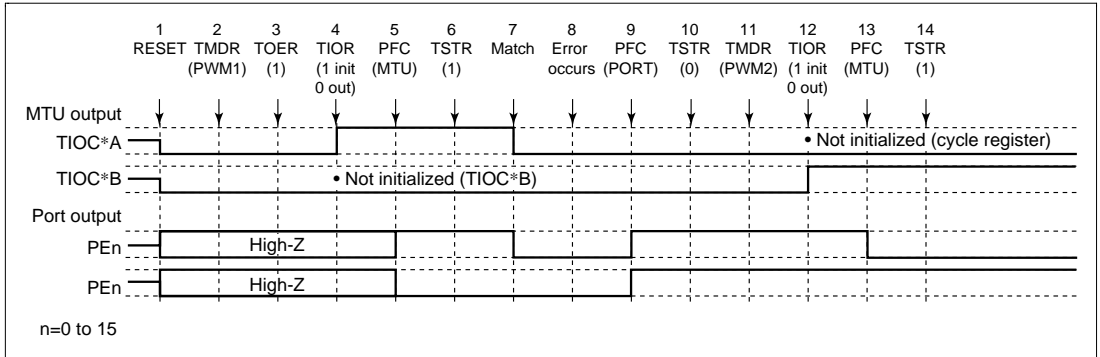 1 2 3 4 5 6 7 8 9 10 11 12 13 14
RESET TMDR TOER TIOR PFC TSTR Match Error PFC TSTR TMDR TIOR PFC TSTR
(PWM1) (1) (1 init (MTU) (1) occurs (PORT) (0) (PWM2) (1 init (MTU) (1)
0 out) 0 out)
MTU output
TIOC*A • Not initialized (cycle register)
TIOC*B • Not initialized (TIOC*B)
Port output
PEn High-Z
PEn High-Z
n=0 to 15